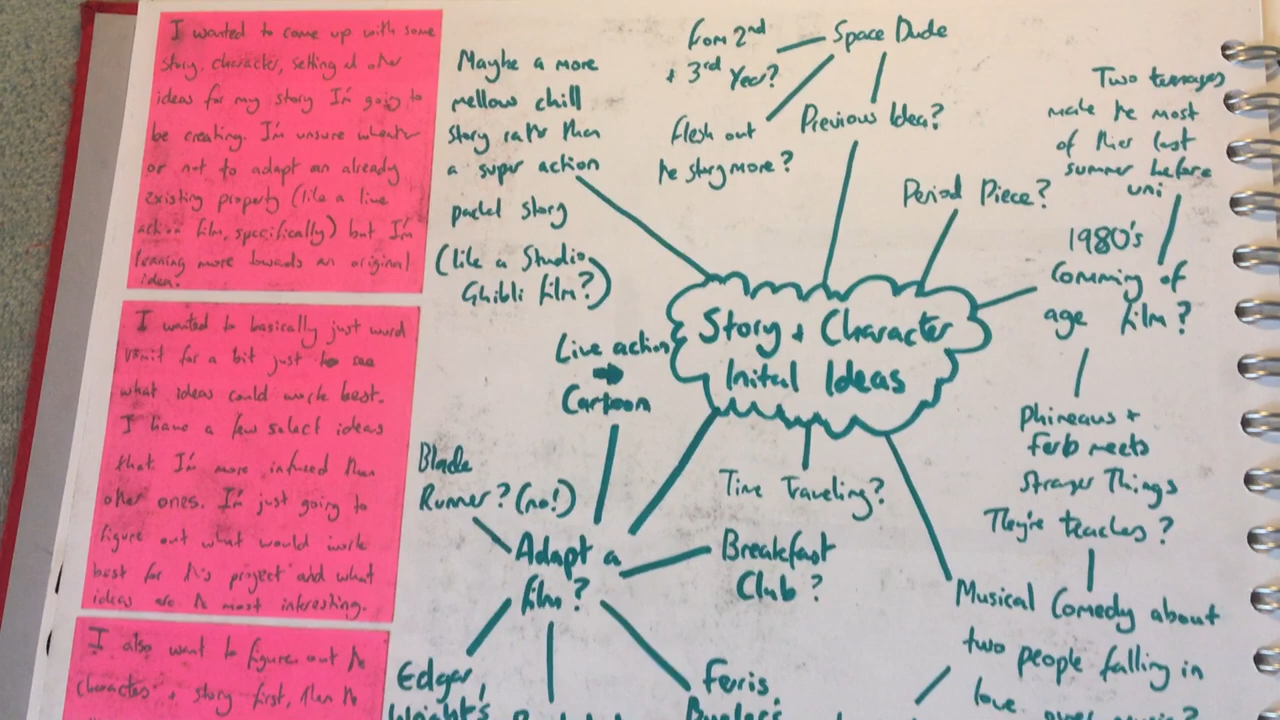 I wanted to come up with some
story, character, setting + other
ideas for my story I'm going to
be creating. I'm unsure wheater
or not to adapt an already
existing property (like a live
action film, specifically) but I'm
leaning more towards an original
idea.
I wanted to basically just word
vomit for a bit just to see
what ideas could work best.
I have a few select ideas
that I'm more infused than
other ones. I'm just going to
figure out what would work
best for this project and what
ideas are the most interesting.
I also want to figure out the
characters + story first, then the
Maybe a more
mellow chill
story rather than
a super action
packed story
(like a Studio
Ghibli film?)
from 2nd
+ 3rd Year?
Space Dude
flesh out
the story more?
Previous Idea?
Period Piece?
Two teenagers
make the most
of thier last
summer before
uni
1980's
Comming of
age film?
Phineaus +
Ferb meets
Stranger Things
They're teachers?
Story + Character
Inital Ideas
Live action
Cartoon
Blade
Runner? (no!)
Adapt a
film?
Time Traveling?
Breakfast
Club?
Musical Comedy about
two people falling in
love over music?
Edgar
Wright's
Feris
Bueler's